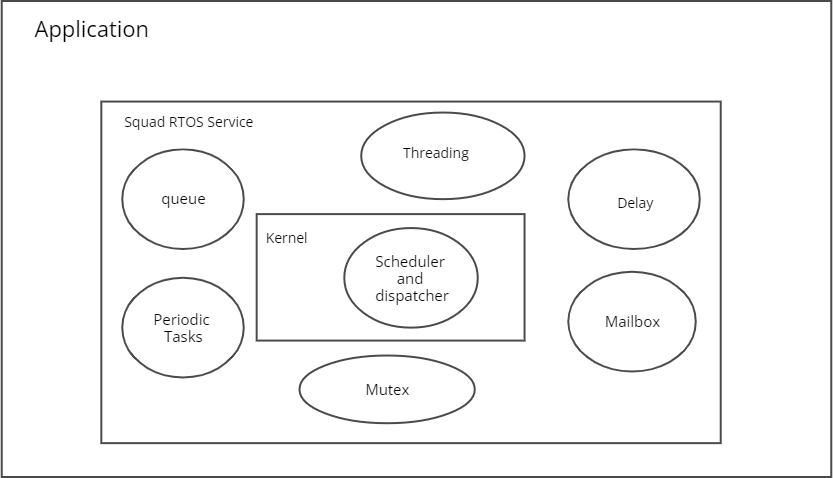 Application
Squad RTOS Service
Threading
queue
Delay
Kernel
Scheduler
and
dispatcher
Periodic
Tasks
Mailbox
Mutex